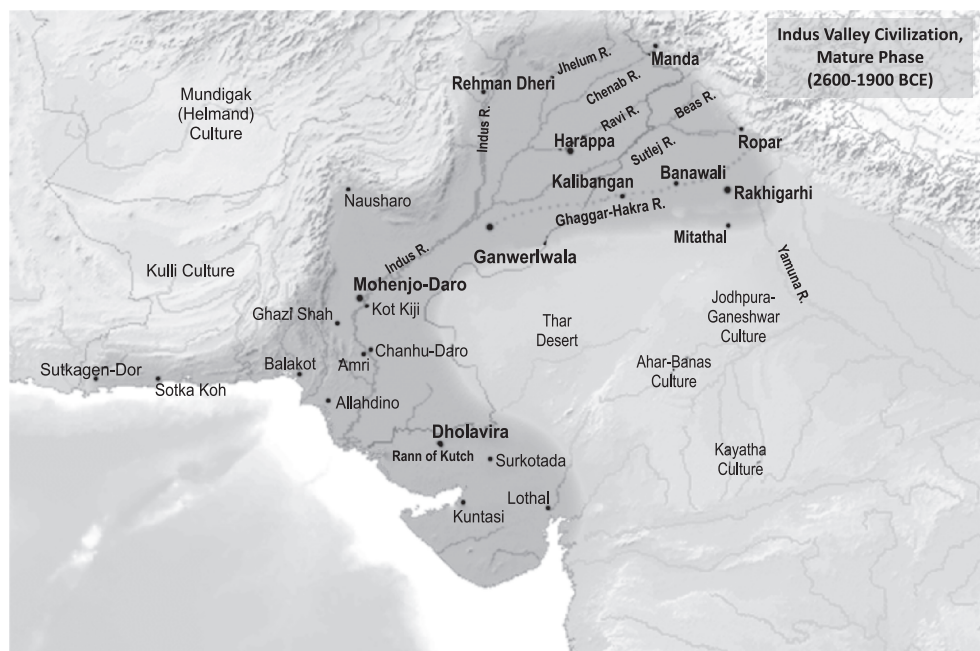 Indus Valley Civilization,
Mature Phase
(2600-1900 BCE)
Manda
Jhelum R.
Rehman Dheri
Chenab R.
Mundigak
(Helmand)
Culture
Beas R.
Indus R.
Ravi R.
Harappa
Sutlej R.
Ropar
Banawali
Kalibangan
Rakhigarhi
Nausharo
Ghaggar-Hakra R.
Mitathal
Indus R.
Ganwerlwala
Yamuna R.
Kulli Culture
Mohenjo-Daro
Kot Kiji
Jodhpura-
Ganeshwar
Culture
Ghazi Shah
Thar
Desert
Chanhu-Daro
Balakot
Amri
Ahar-Banas
Culture
Sutkagen-Dor
Sotka Koh
Allahdino
Dholavira
Rann of Kutch
Surkotada
Kayatha
Culture
Lothal
Kuntasi